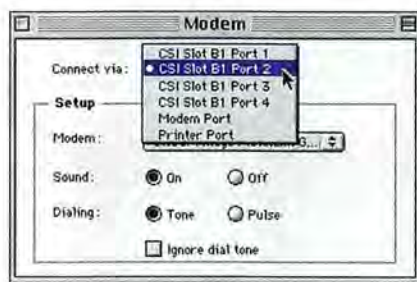 Modem
Connect via:
CSI Slot B1 Port 1
CSI Slot B1 Port 2
CSI Slot B1 Port 3
CSI Slot B1 Port 4
Modem Port
Printer Port
Setup
Modem:
Sound: On Off
Dialing: Tone Pulse
Ignore dial tone